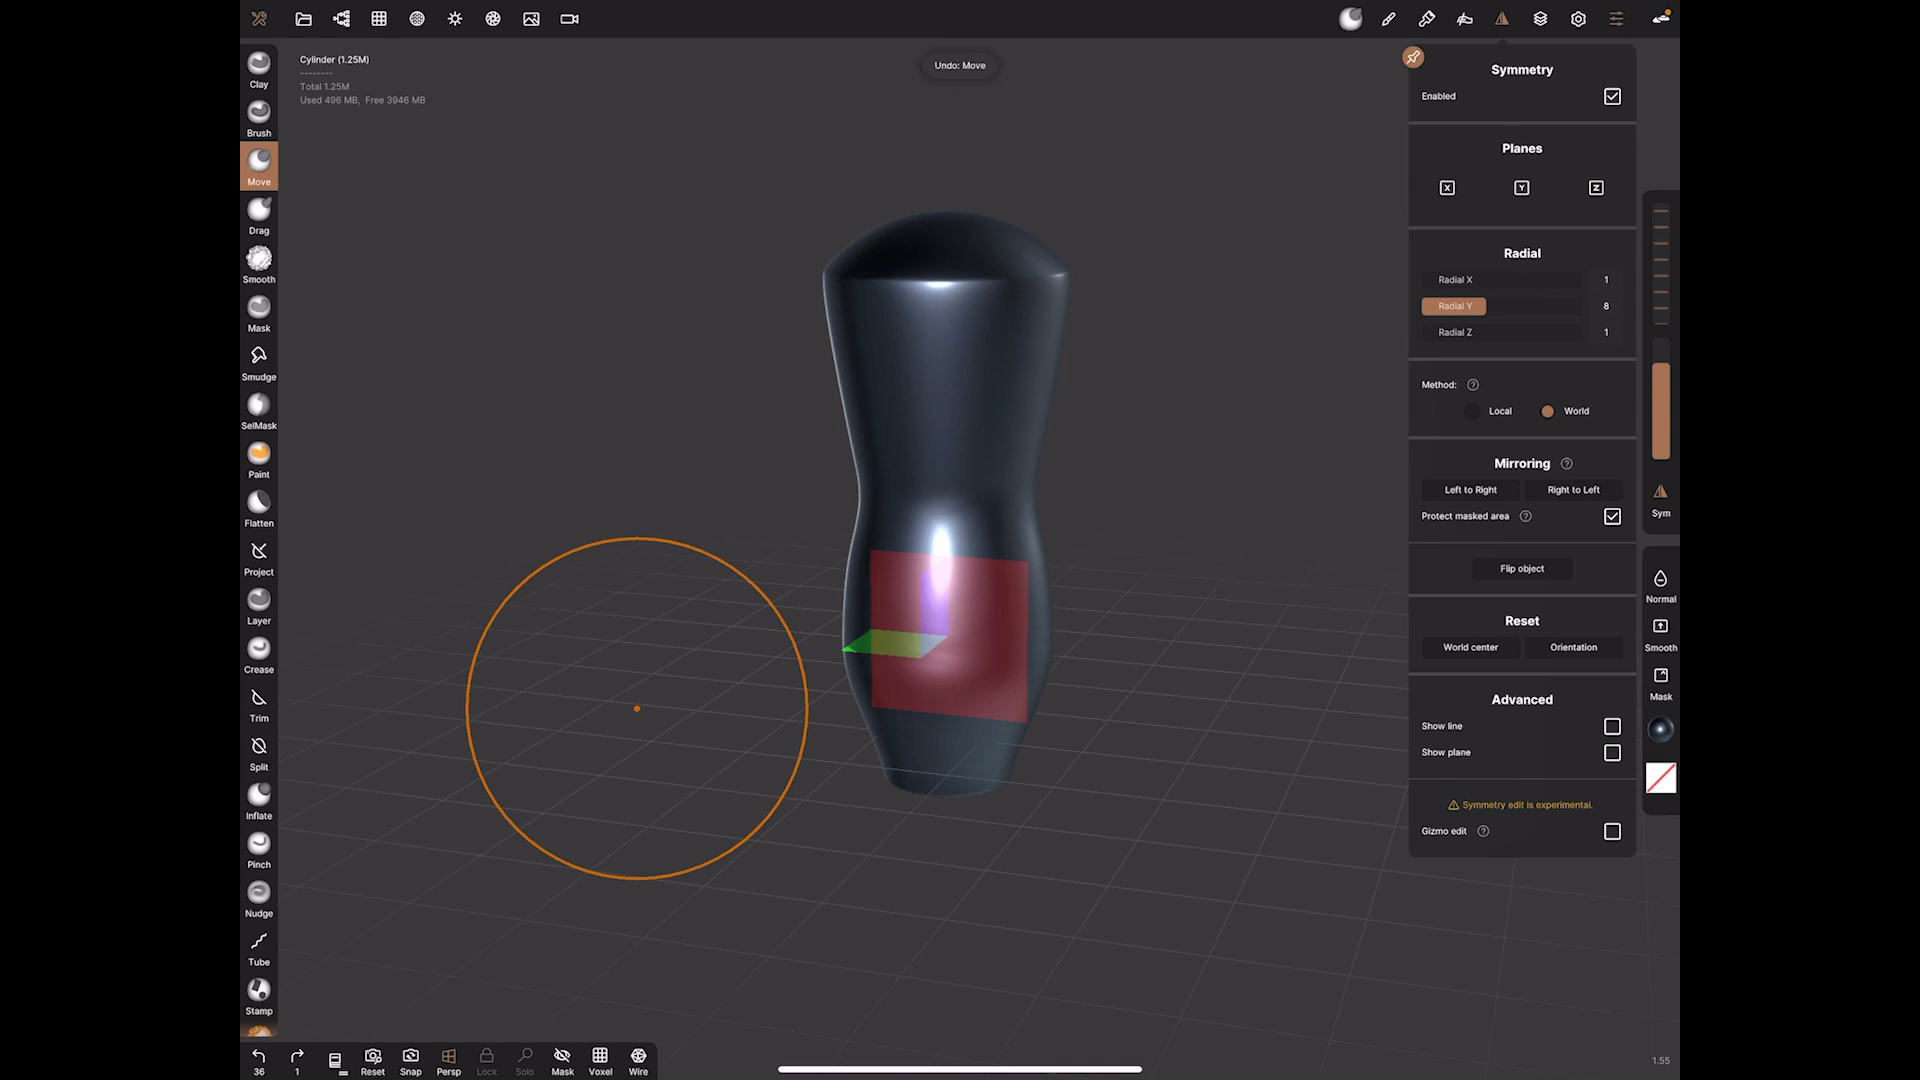 Cylinder (1.25M)
--------
Total 1.25M
Used 496 MB, Free 3946 MB
Undo: Move
Clay
Brush
Move
Drag
Smooth
Mask
Smudge
SelMask
Paint
Flatten
Project
Layer
Crease
Trim
Split
Inflate
Pinch
Nudge
Tube
Stamp
36
1
Reset
Snap
Persp
Lock
Solo
Mask
Voxel
Wire
Symmetry
Enabled
Planes
X Y Z
Radial
Radial X 1
Radial Y 8
Radial Z 1
Method: ?
Local World
Mirroring ?
Left to Right Right to Left
Protect masked area ?
Flip object
Reset
World center Orientation
Advanced
Show line
Show plane
Symmetry edit is experimental.
Gizmo edit ?
Sym
Normal
Smooth
Mask
1.55